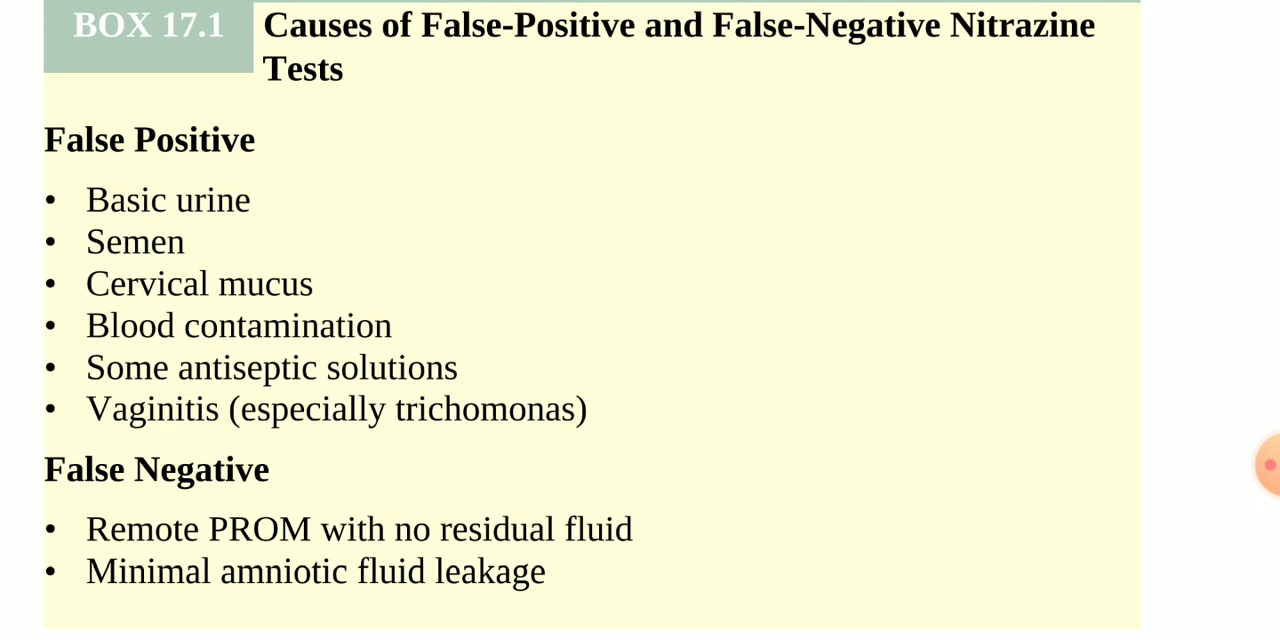 BOX 17.1
Causes of False-Positive and False-Negative Nitrazine
Tests
False Positive
• Basic urine
• Semen
• Cervical mucus
• Blood contamination
• Some antiseptic solutions
• Vaginitis (especially trichomonas)
False Negative
• Remote PROM with no residual fluid
• Minimal amniotic fluid leakage